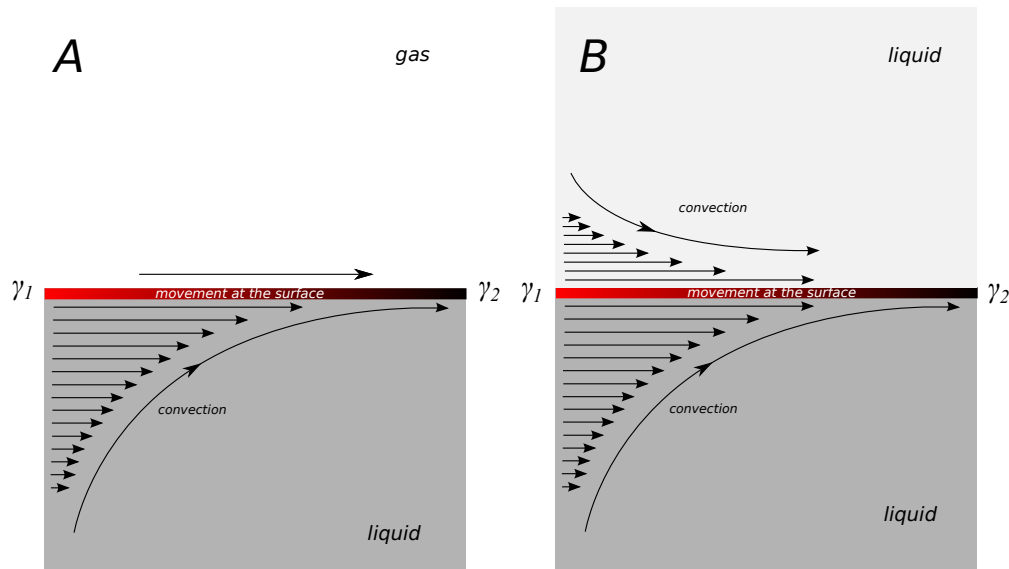 A
gas
γ1
movement at the surface
γ2
convection
liquid
B
liquid
convection
γ1
movement at the surface
γ2
convection
liquid